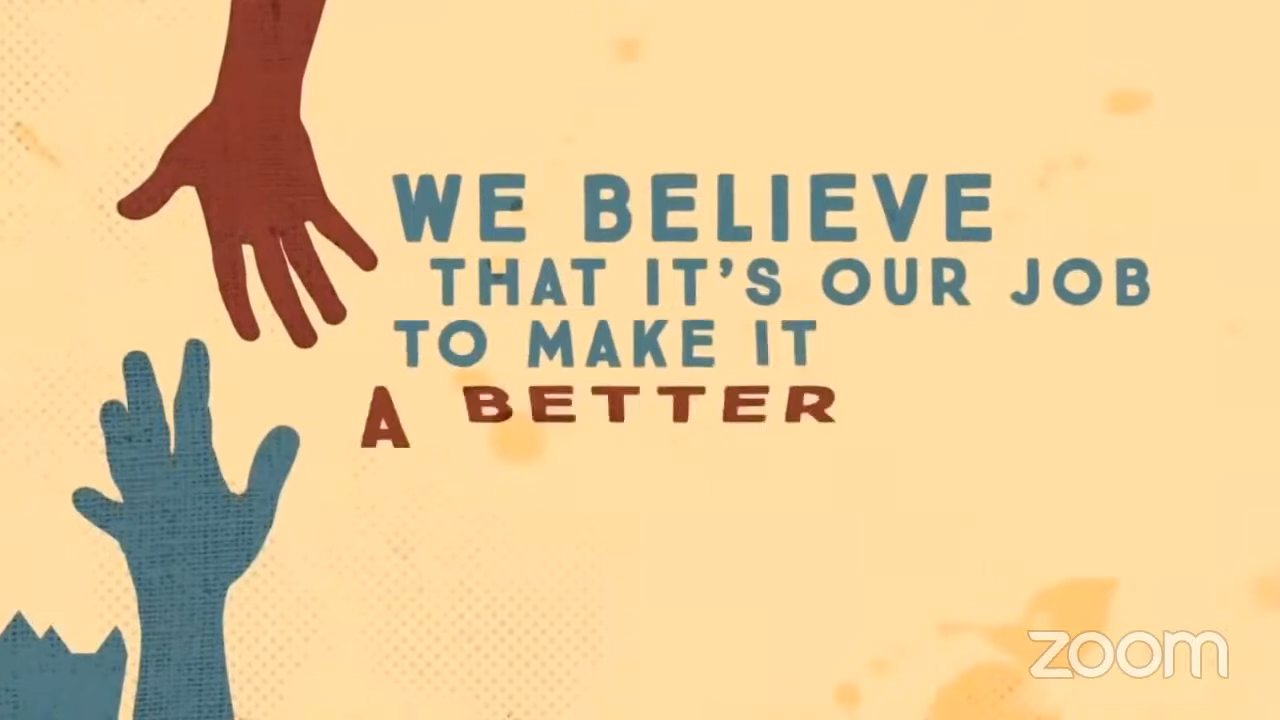 WE BELIEVE
THAT IT'S OUR JOB
TO MAKE IT
A BETTER
zoom